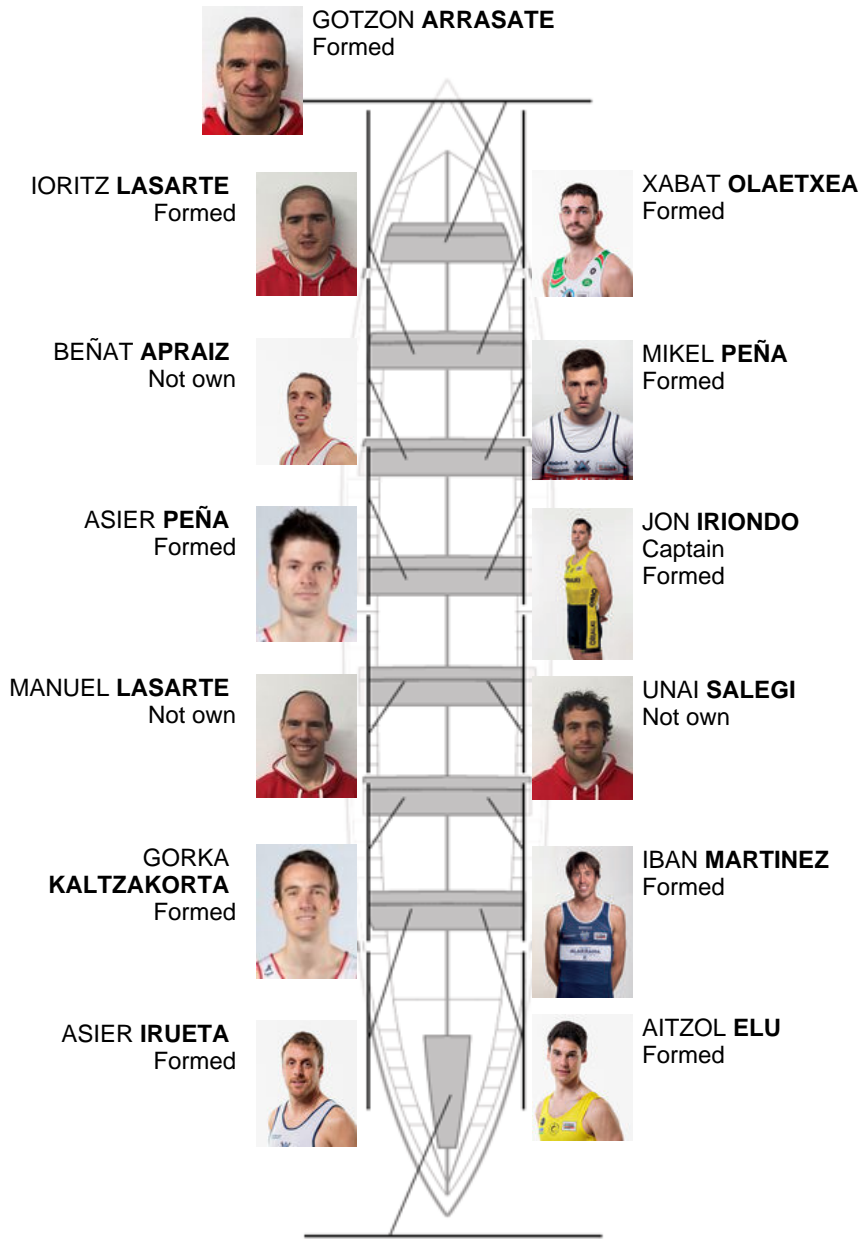 GOTZON ARRASATE
Formed
IORITZ LASARTE
Formed
XABAT OLAETXEA
Formed
BEÑAT APRAIZ
Not own
MIKEL PEÑA
Formed
ASIER PEÑA
Formed
JON IRIONDO
Captain
Formed
MANUEL LASARTE
Not own
UNAI SALEGI
Not own
GORKA
KALTZAKORTA
Formed
IBAN MARTINEZ
Formed
ASIER IRUETA
Formed
AITZOL ELU
Formed